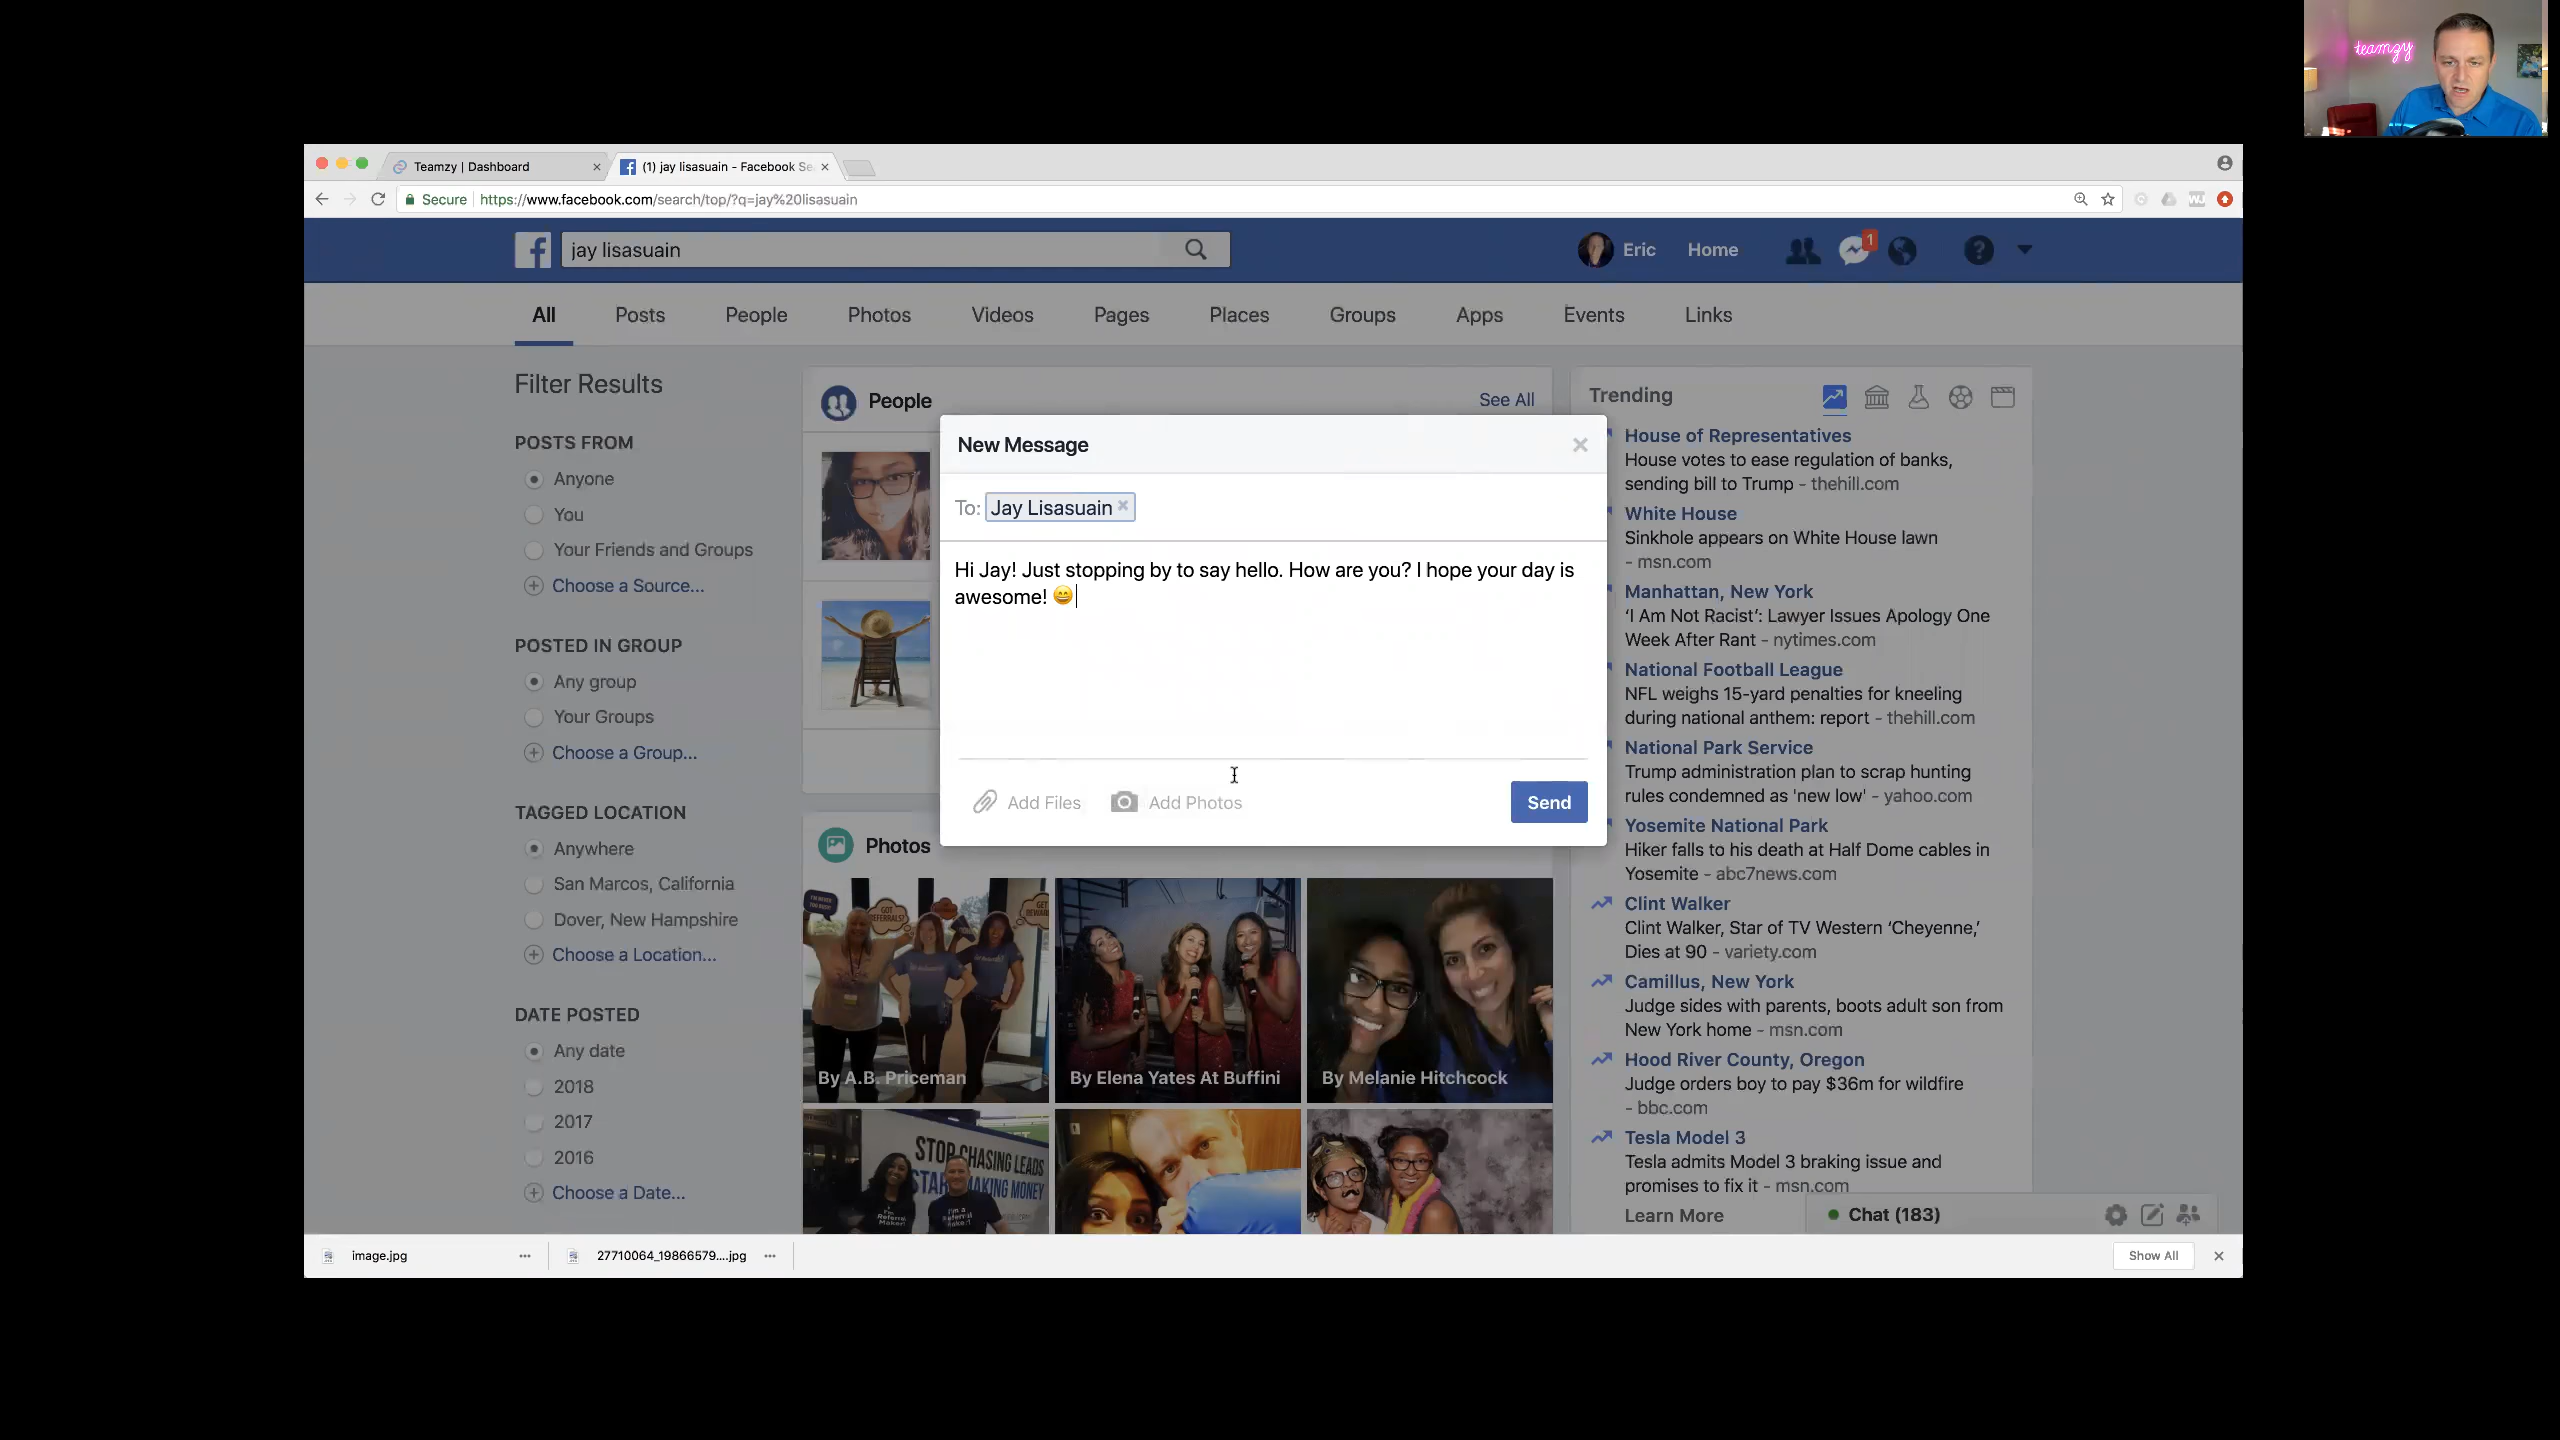 teamzy
Teamzy | Dashboard
(1) jay lisasuain - Facebook Se
Secure
https://www.facebook.com/search/top/?q=jay%20lisasuain
WJ
jay lisasuain
Eric
Home
1
?
All
Posts
People
Photos
Videos
Pages
Places
Groups
Apps
Events
Links
Filter Results
POSTS FROM
Anyone
You
Your Friends and Groups
Choose a Source...
POSTED IN GROUP
Any group
Your Groups
Choose a Group...
TAGGED LOCATION
Anywhere
San Marcos, California
Dover, New Hampshire
Choose a Location...
DATE POSTED
Any date
2018
2017
2016
Choose a Date...
People
See All
New Message
To: Jay Lisasuain
Hi Jay! Just stopping by to say hello. How are you? I hope your day is
awesome! 😄
Add Files
Add Photos
Send
Photos
GOT
REFERRALS?
By A.B. Priceman
By Elena Yates At Buffini
By Melanie Hitchcock
STOP CHASING LEADS
START MAKING MONEY
Trending
House of Representatives
House votes to ease regulation of banks,
sending bill to Trump - thehill.com
White House
Sinkhole appears on White House lawn
- msn.com
Manhattan, New York
‘I Am Not Racist’: Lawyer Issues Apology One
Week After Rant - nytimes.com
National Football League
NFL weighs 15-yard penalties for kneeling
during national anthem: report - thehill.com
National Park Service
Trump administration plan to scrap hunting
rules condemned as 'new low' - yahoo.com
Yosemite National Park
Hiker falls to his death at Half Dome cables in
Yosemite - abc7news.com
Clint Walker
Clint Walker, Star of TV Western ‘Cheyenne,’
Dies at 90 - variety.com
Camillus, New York
Judge sides with parents, boots adult son from
New York home - msn.com
Hood River County, Oregon
Judge orders boy to pay $36m for wildfire
- bbc.com
Tesla Model 3
Tesla admits Model 3 braking issue and
promises to fix it - msn.com
Learn More
Chat (183)
image.jpg
27710064_19866579....jpg
Show All